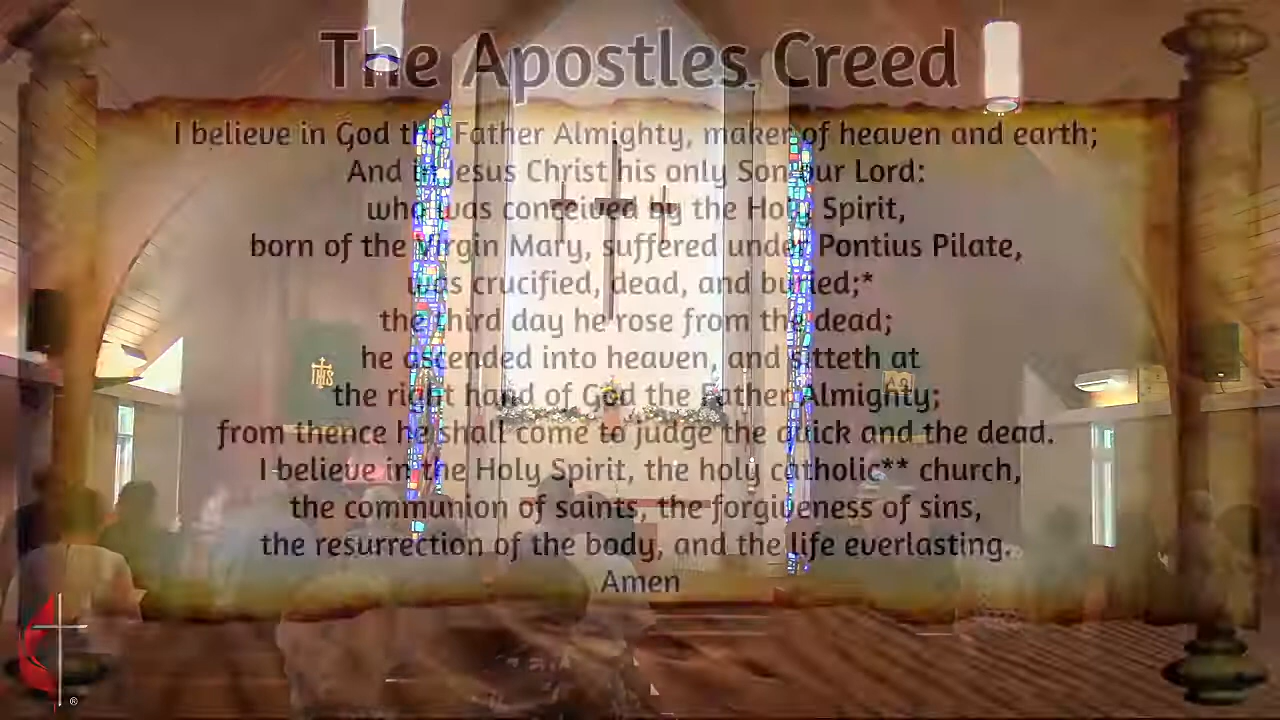 The Apostles Creed
I believe in God the Father Almighty, maker of heaven and earth;
And in Jesus Christ his only Son our Lord:
who was conceived by the Holy Spirit,
born of the Virgin Mary, suffered under Pontius Pilate,
was crucified, dead, and buried;*
the third day he rose from the dead;
he ascended into heaven, and sitteth at
the right hand of God the Father Almighty;
from thence he shall come to judge the quick and the dead.
I believe in the Holy Spirit, the holy catholic** church,
the communion of saints, the forgiveness of sins,
the resurrection of the body, and the life everlasting.
Amen
IHS
ΑΩ
®